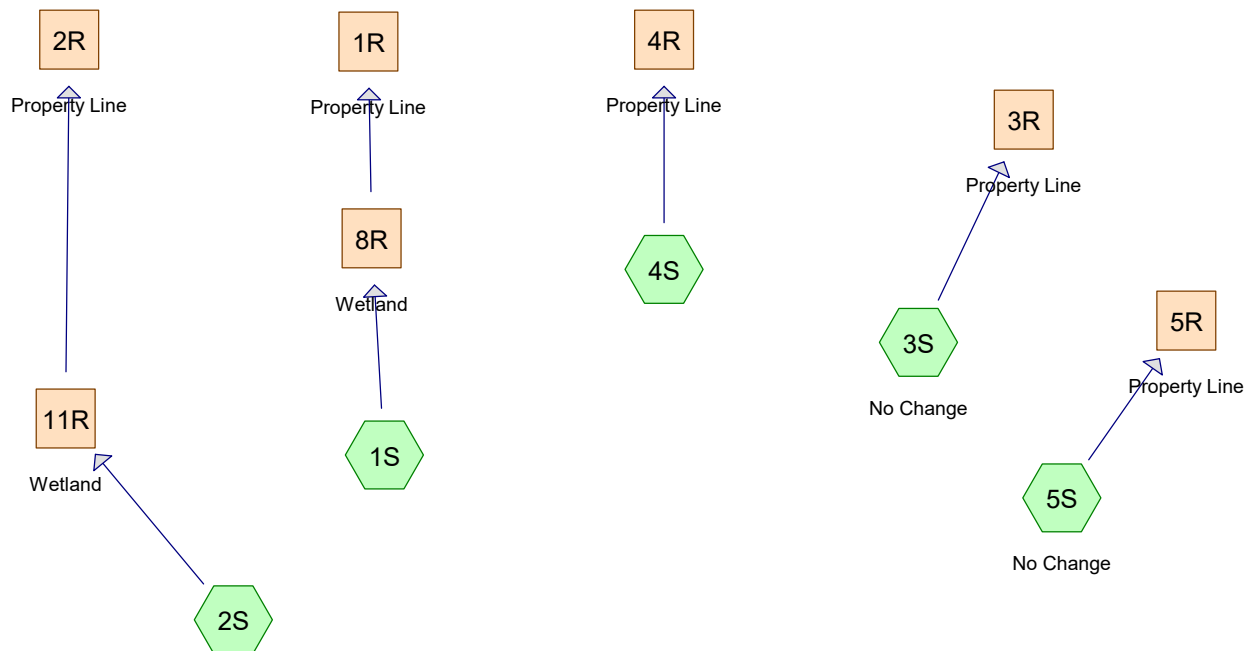 2R
Property Line
1R
Property Line
4R
Property Line
3R
Property Line
8R
Wetland
4S
3S
No Change
5R
Property Line
11R
Wetland
1S
5S
No Change
2S